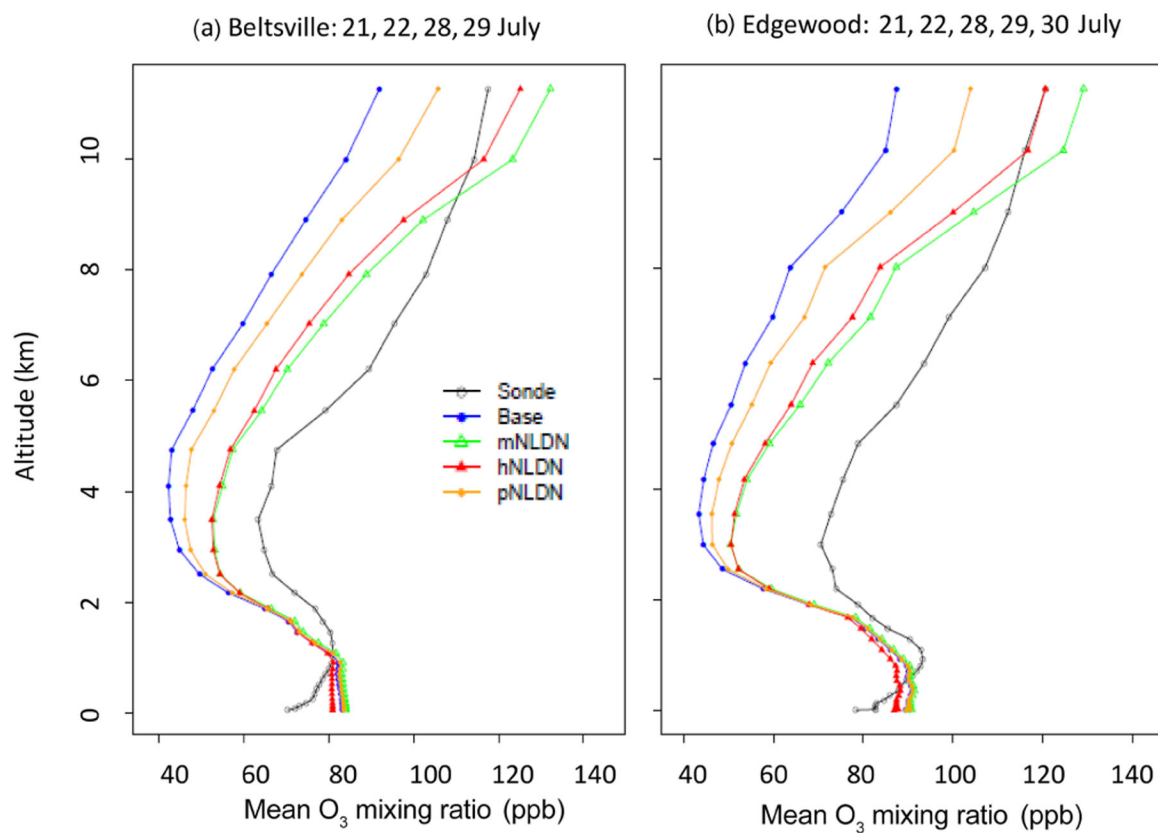 (a) Beltsville: 21, 22, 28, 29 July
(b) Edgewood: 21, 22, 28, 29, 30 July
Altitude (km)
10
8
6
4
2
0
Sonde
Base
mNLDN
hNLDN
pNLDN
40 60 80 100 120 140
40 60 80 100 120 140
Mean O₃ mixing ratio (ppb)
Mean O₃ mixing ratio (ppb)